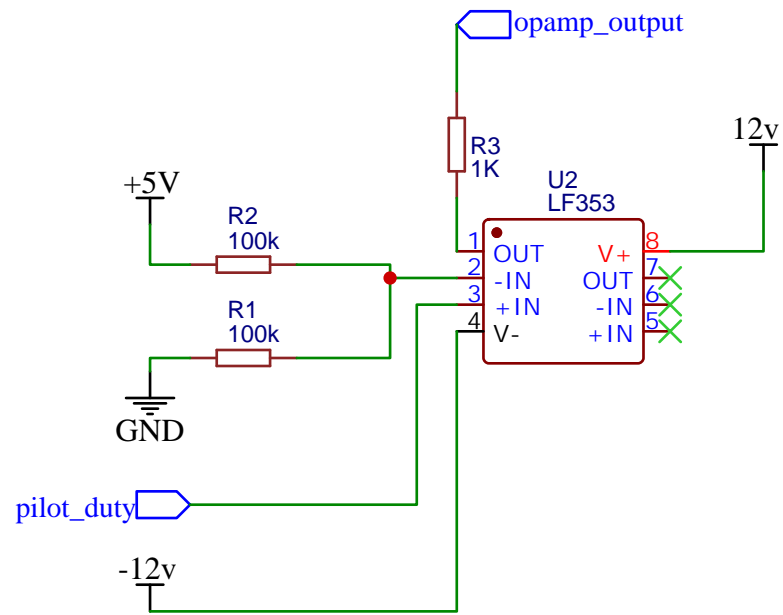 opamp_output
12v
R3
1K
+5V
U2
LF353
R2
100k
1 OUT V+ 8
2 -IN OUT 7
3 +IN -IN 6
4 V- +IN 5
R1
100k
GND
pilot_duty
-12v